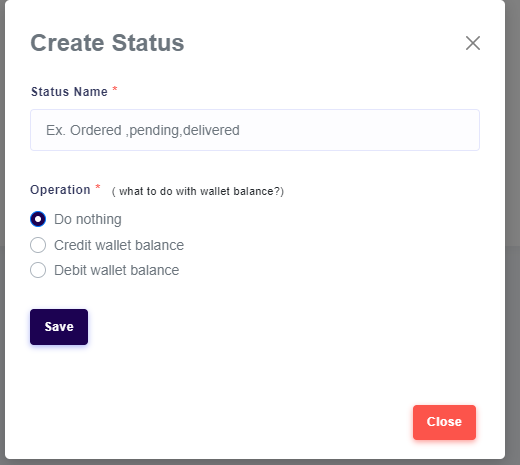 Create Status
Status Name *
Ex. Ordered ,pending,delivered
Operation * ( what to do with wallet balance?)
Do nothing
Credit wallet balance
Debit wallet balance
Save
Close